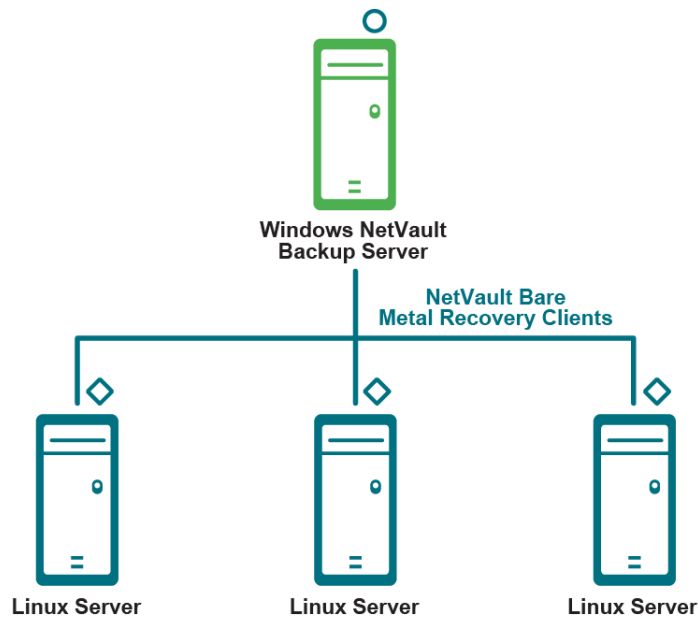 Windows NetVault
Backup Server
NetVault Bare
Metal Recovery Clients
Linux Server
Linux Server
Linux Server